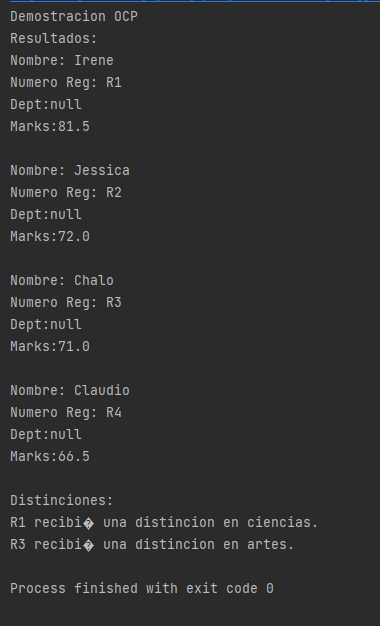 Demostracion OCP
Resultados:
Nombre: Irene
Numero Reg: R1
Dept:null
Marks:81.5
Nombre: Jessica
Numero Reg: R2
Dept:null
Marks:72.0
Nombre: Chalo
Numero Reg: R3
Dept:null
Marks:71.0
Nombre: Claudio
Numero Reg: R4
Dept:null
Marks:66.5
Distinciones:
R1 recibi� una distincion en ciencias.
R3 recibi� una distincion en artes.
Process finished with exit code 0